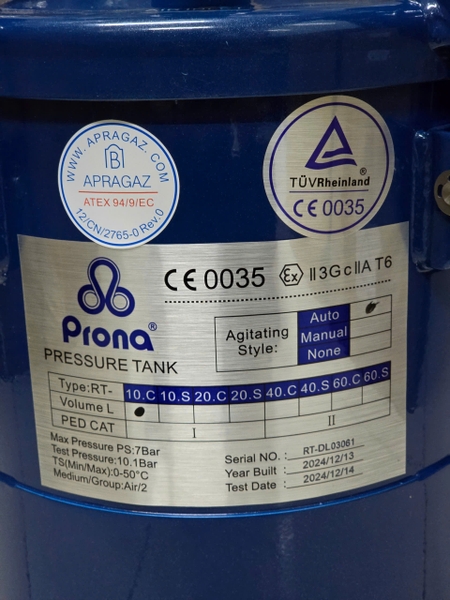 WWW. APRAGAZ. COM
APRAGAZ
ATEX 94/9/EC
12/CN/2765-0 Rev.0
TÜVRheinland®
CE 0035
CE 0035 Ex II 3G c IIA T6
Prona®
PRESSURE TANK
Agitating Style:
Auto
Manual
None
Type:RT- 10.C 10.S 20.C 20.S 40.C 40.S 60.C 60.S
Volume L
PED CAT I II
Max Pressure PS:7Bar
Test Pressure:10.1Bar
TS(Min/Max):0-50°C
Medium/Group:Air/2
Serial NO. : RT-DL03061
Year Built : 2024/12/13
Test Date : 2024/12/14